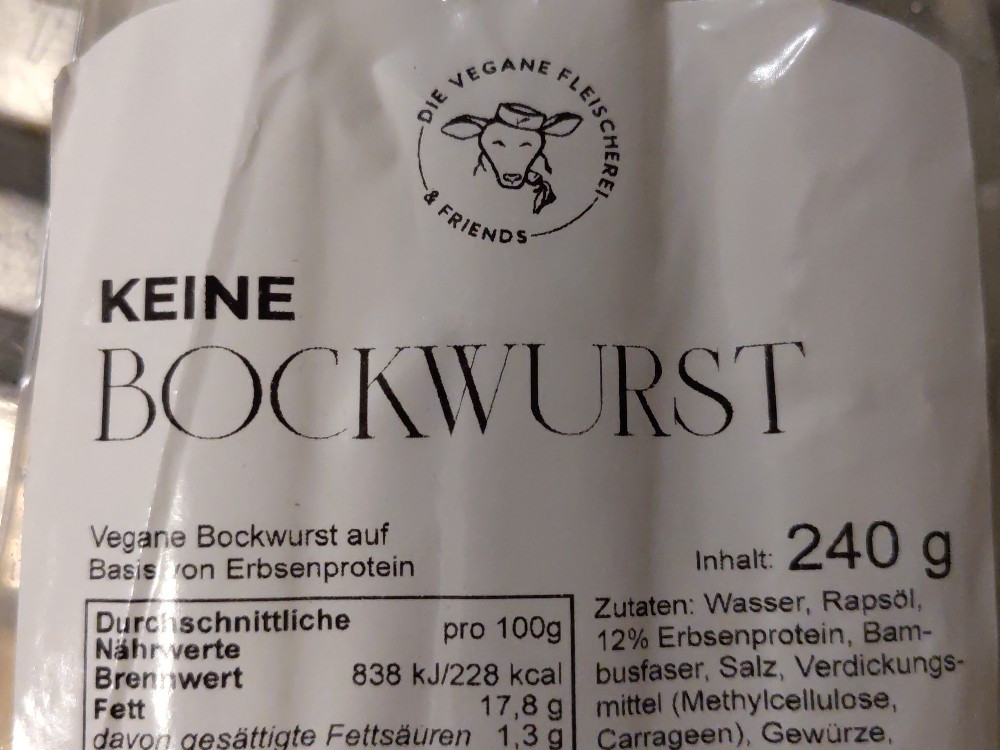 DIE VEGANE FLEISCHEREI
& FRIENDS
KEINE
BOCKWURST
Vegane Bockwurst auf
Basis von Erbsenprotein
Inhalt: 240 g
Durchschnittliche
Nährwerte
pro 100g
Brennwert 838 kJ/228 kcal
Fett 17,8 g
davon gesättigte Fettsäuren 1,3 g
Zutaten: Wasser, Rapsöl,
12% Erbsenprotein, Bam-
busfaser, Salz, Verdickungs-
mittel (Methylcellulose,
Carrageen), Gewürze,